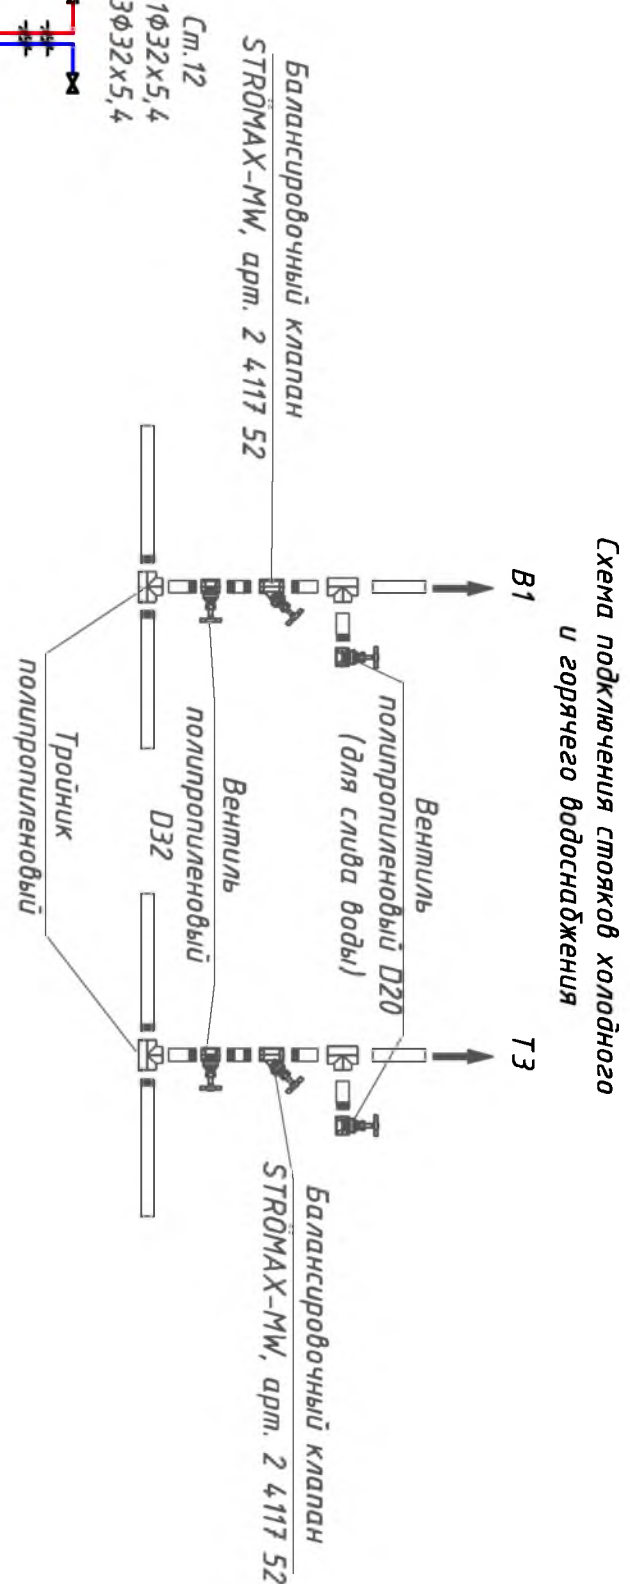 Схема подключения стояков холодного
и горячего водоснабжения
В1
Т3
Вентиль
полипропиленовый D20
(для слива воды)
Балансировочный клапан
STRÖMAX-MW, арт. 2 4117 52
Балансировочный клапан
STRÖMAX-MW, арт. 2 4117 52
Вентиль
полипропиленовый
D32
Тройник
полипропиленовый
Ст.12
1ф32х5,4
3ф32х5,4